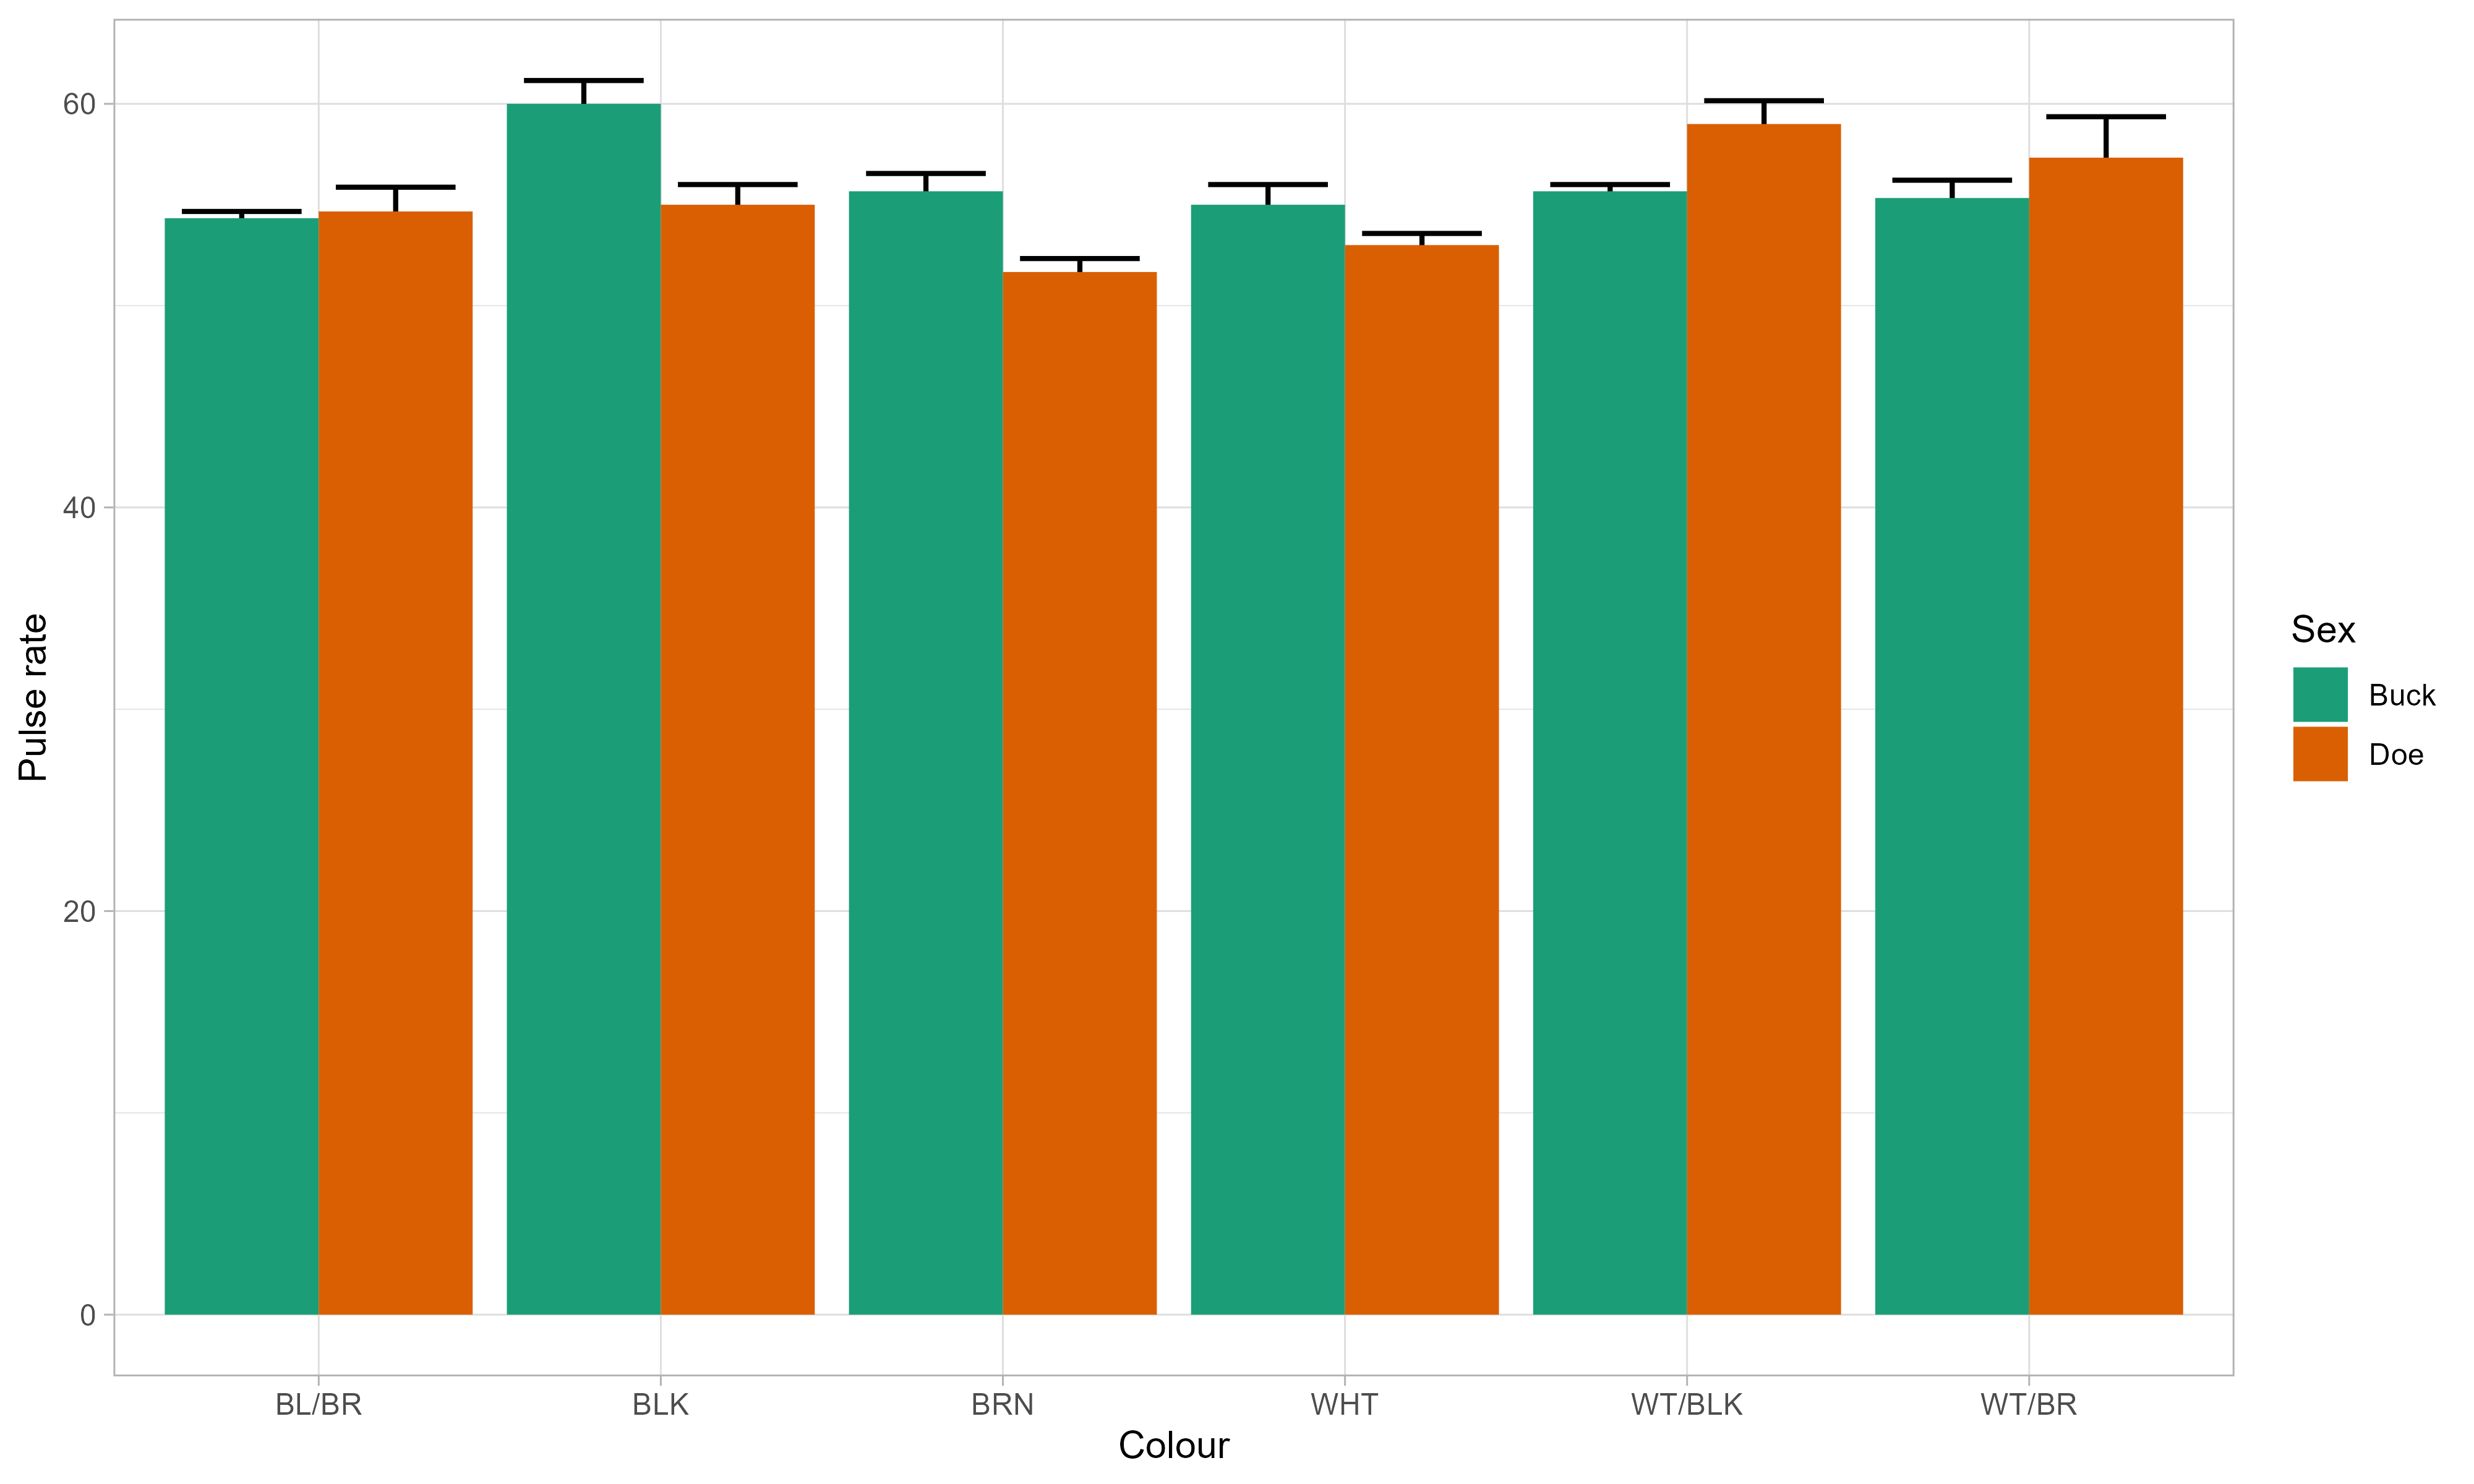 60
40
20
0
Pulse rate
BL/BR
BLK
BRN
WHT
WT/BLK
WT/BR
Colour
Sex
Buck
Doe